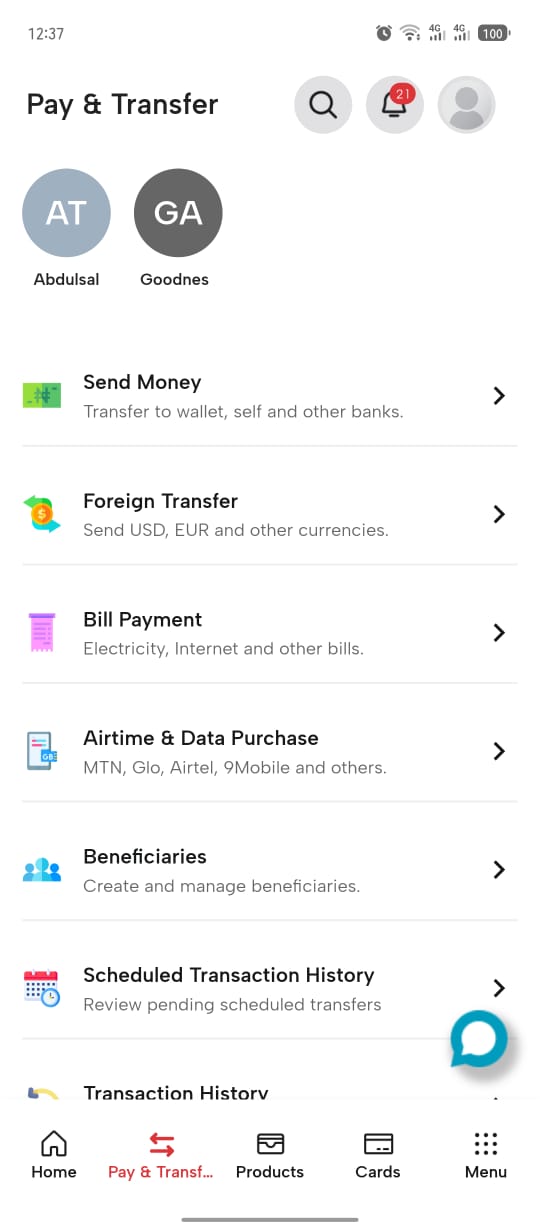 12:37
4G
4G
100
Pay & Transfer
21
AT
GA
Abdulsal
Goodnes
Send Money
Transfer to wallet, self and other banks.
Foreign Transfer
Send USD, EUR and other currencies.
Bill Payment
Electricity, Internet and other bills.
Airtime & Data Purchase
GB
MTN, Glo, Airtel, 9Mobile and others.
Beneficiaries
Create and manage beneficiaries.
Scheduled Transaction History
Review pending scheduled transfers
Transaction History
Home
Pay & Transf...
Products
Cards
Menu